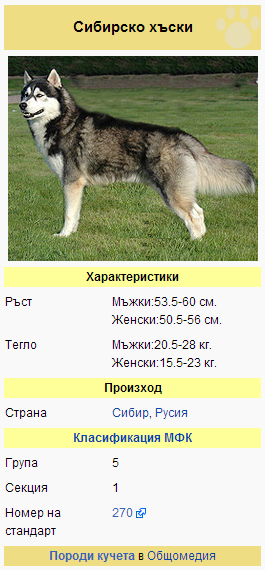 Сибирско хъски
Характеристики
Ръст Мъжки:53.5-60 см.
Женски:50.5-56 см.
Тегло Мъжки:20.5-28 кг.
Женски:15.5-23 кг.
Произход
Страна Сибир, Русия
Класификация МФК
Група 5
Секция 1
Номер на 270
стандарт
Породи кучета в Общомедия